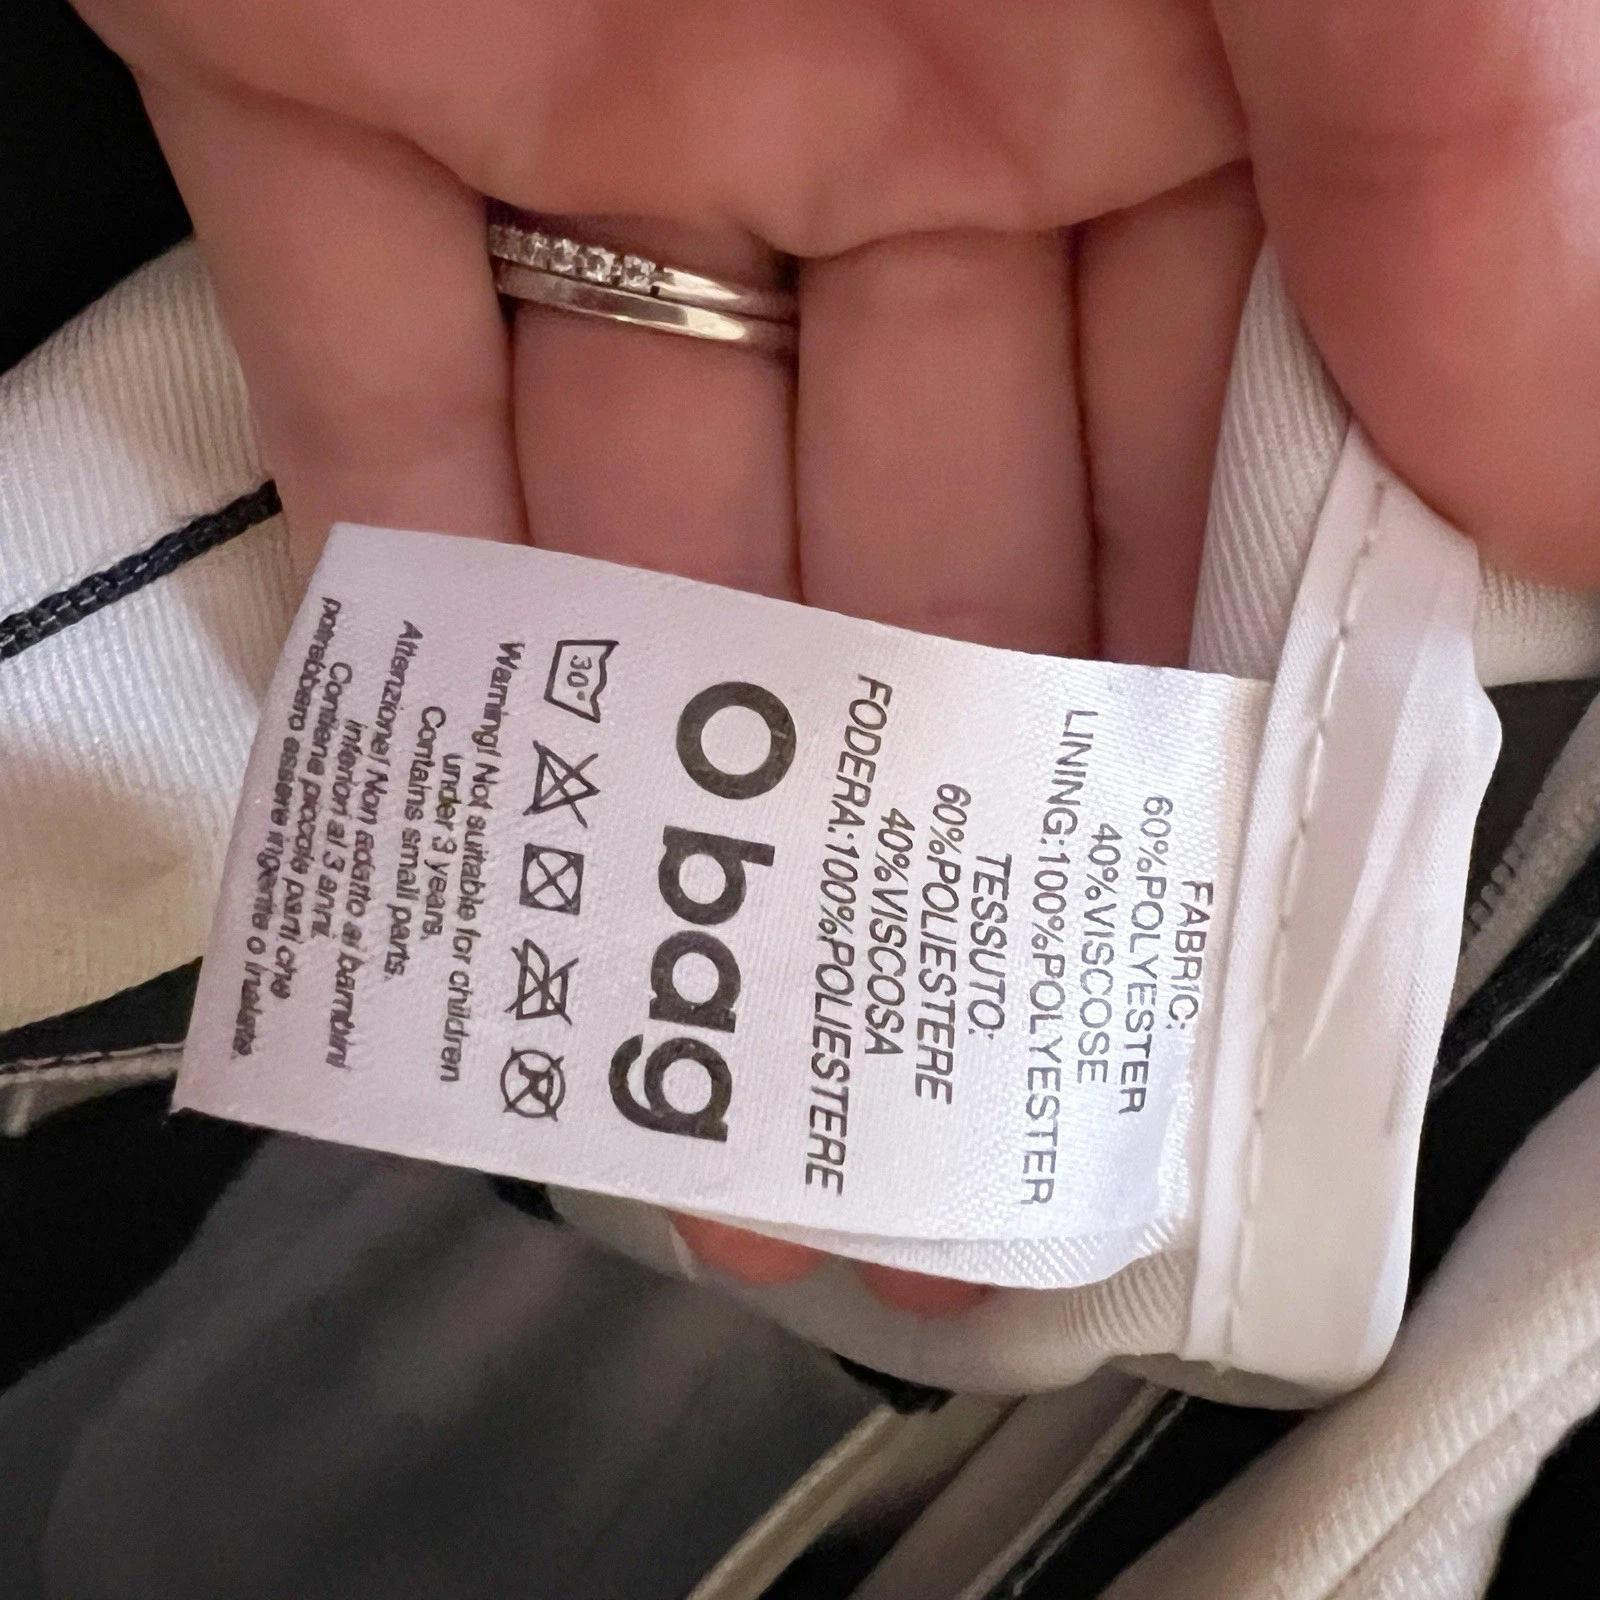 FABRIC:
60%POLYESTER
40%VISCOSE
LINING:100%POLYESTER
TESSUTO:
60%POLIESTERE
40%VISCOSA
FODERA:100%POLIESTERE
O bag
30°
Warning! Not suitable for children
under 3 years.
Contains small parts.
Attenzione! Non adatto ai bambini
inferiori ai 3 anni.
Contiene piccole parti che
potrebbero essere ingerite o inalate.